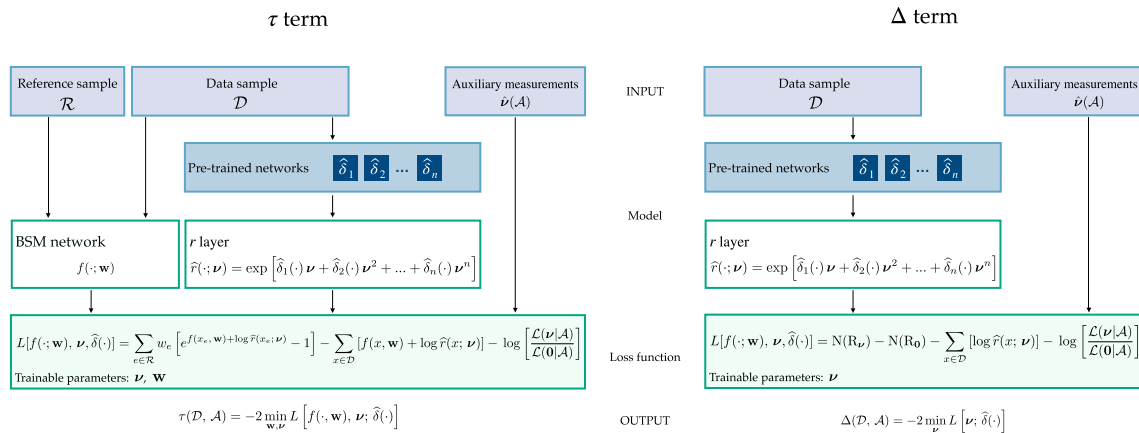 τ term
Δ term
Reference sample
ℛ
Data sample
𝒟
Auxiliary measurements
ν̂(𝒜)
INPUT
Data sample
𝒟
Auxiliary measurements
ν̂(𝒜)
Pre-trained networks δ̂₁ δ̂₂ ... δ̂ₙ
Pre-trained networks δ̂₁ δ̂₂ ... δ̂ₙ
Model
BSM network
f(·; w)
r layer
r̂(·; ν) = exp [δ̂₁(·) ν + δ̂₂(·) ν² + ... + δ̂ₙ(·) νⁿ]
r layer
r̂(·; ν) = exp [δ̂₁(·) ν + δ̂₂(·) ν² + ... + δ̂ₙ(·) νⁿ]
L[f(·; w), ν, δ̂(·)] = ∑_{e∈ℛ} w_e [e^{f(x_e, w)+log r̂(x_e; ν)} − 1] − ∑_{x∈𝒟} [f(x, w) + log r̂(x; ν)] − log [ℒ(ν|𝒜) / ℒ(0|𝒜)]
Trainable parameters: ν, w
Loss function
L[f(·; w), ν, δ̂(·)] = N(R_ν) − N(R_0) − ∑_{x∈𝒟} [log r̂(x; ν)] − log [ℒ(ν|𝒜) / ℒ(0|𝒜)]
Trainable parameters: ν
τ(𝒟, 𝒜) = −2 min_{w,ν} L [f(·, w), ν; δ̂(·)]
OUTPUT
Δ(𝒟, 𝒜) = −2 min_ν L [ν; δ̂(·)]